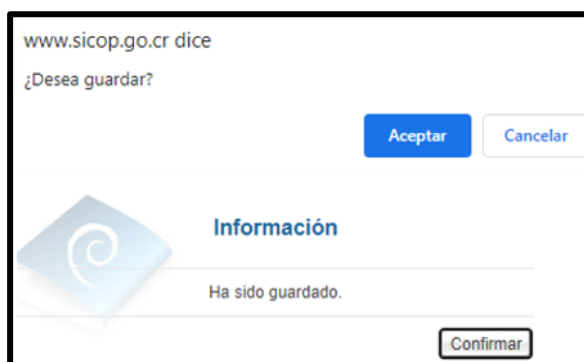 www.sicop.go.cr dice
¿Desea guardar?
Aceptar Cancelar
Información
Ha sido guardado.
Confirmar